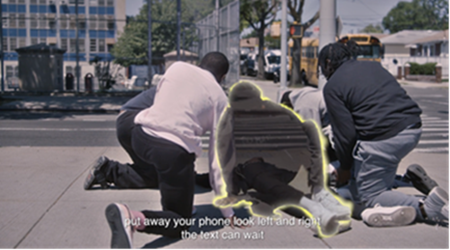 put away your phone look left and right
the text can wait